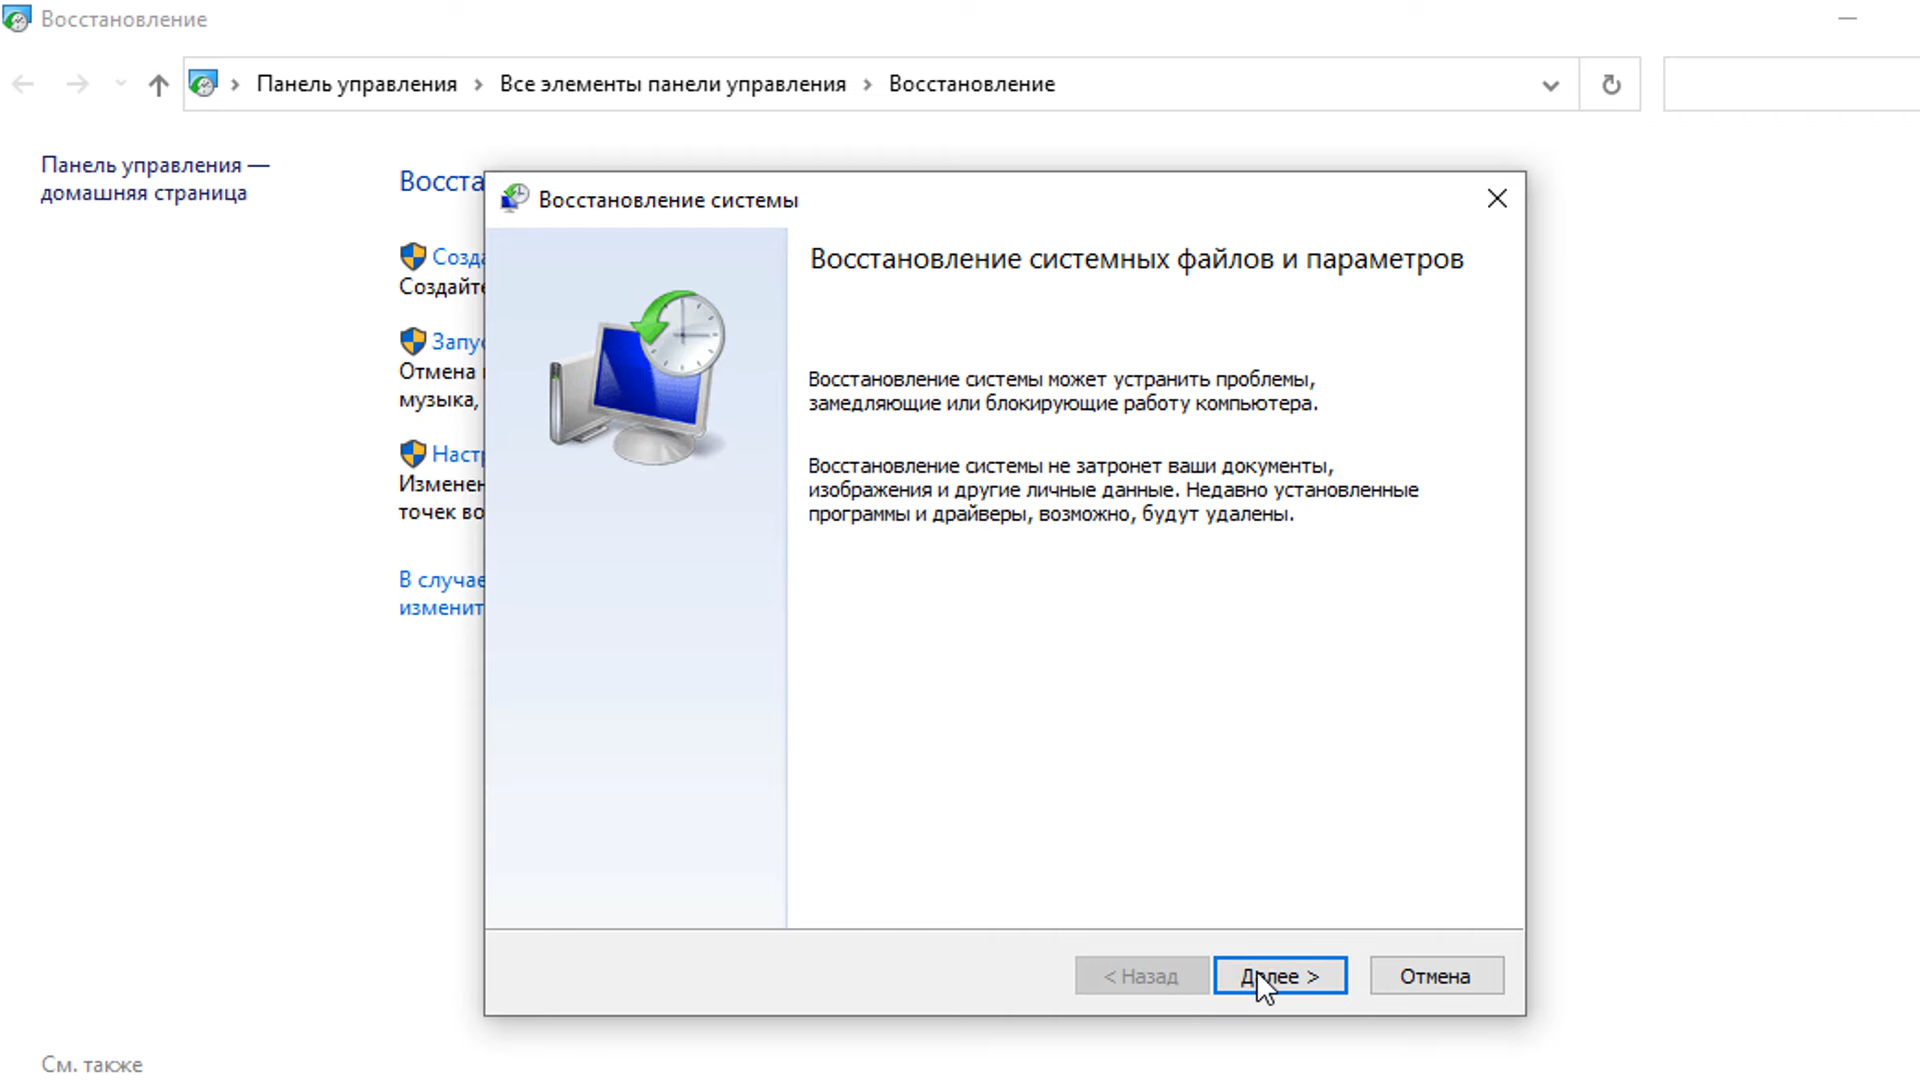 Восстановление
Панель управления > Все элементы панели управления > Восстановление
Панель управления —
домашняя страница
Восста
Созда
Создайте
Запус
Отмена
музыка,
Настр
Изменен
точек во
В случае
изменит
См. также
Восстановление системы
Восстановление системных файлов и параметров
Восстановление системы может устранить проблемы,
замедляющие или блокирующие работу компьютера.
Восстановление системы не затронет ваши документы,
изображения и другие личные данные. Недавно установленные
программы и драйверы, возможно, будут удалены.
< Назад
Далее >
Отмена